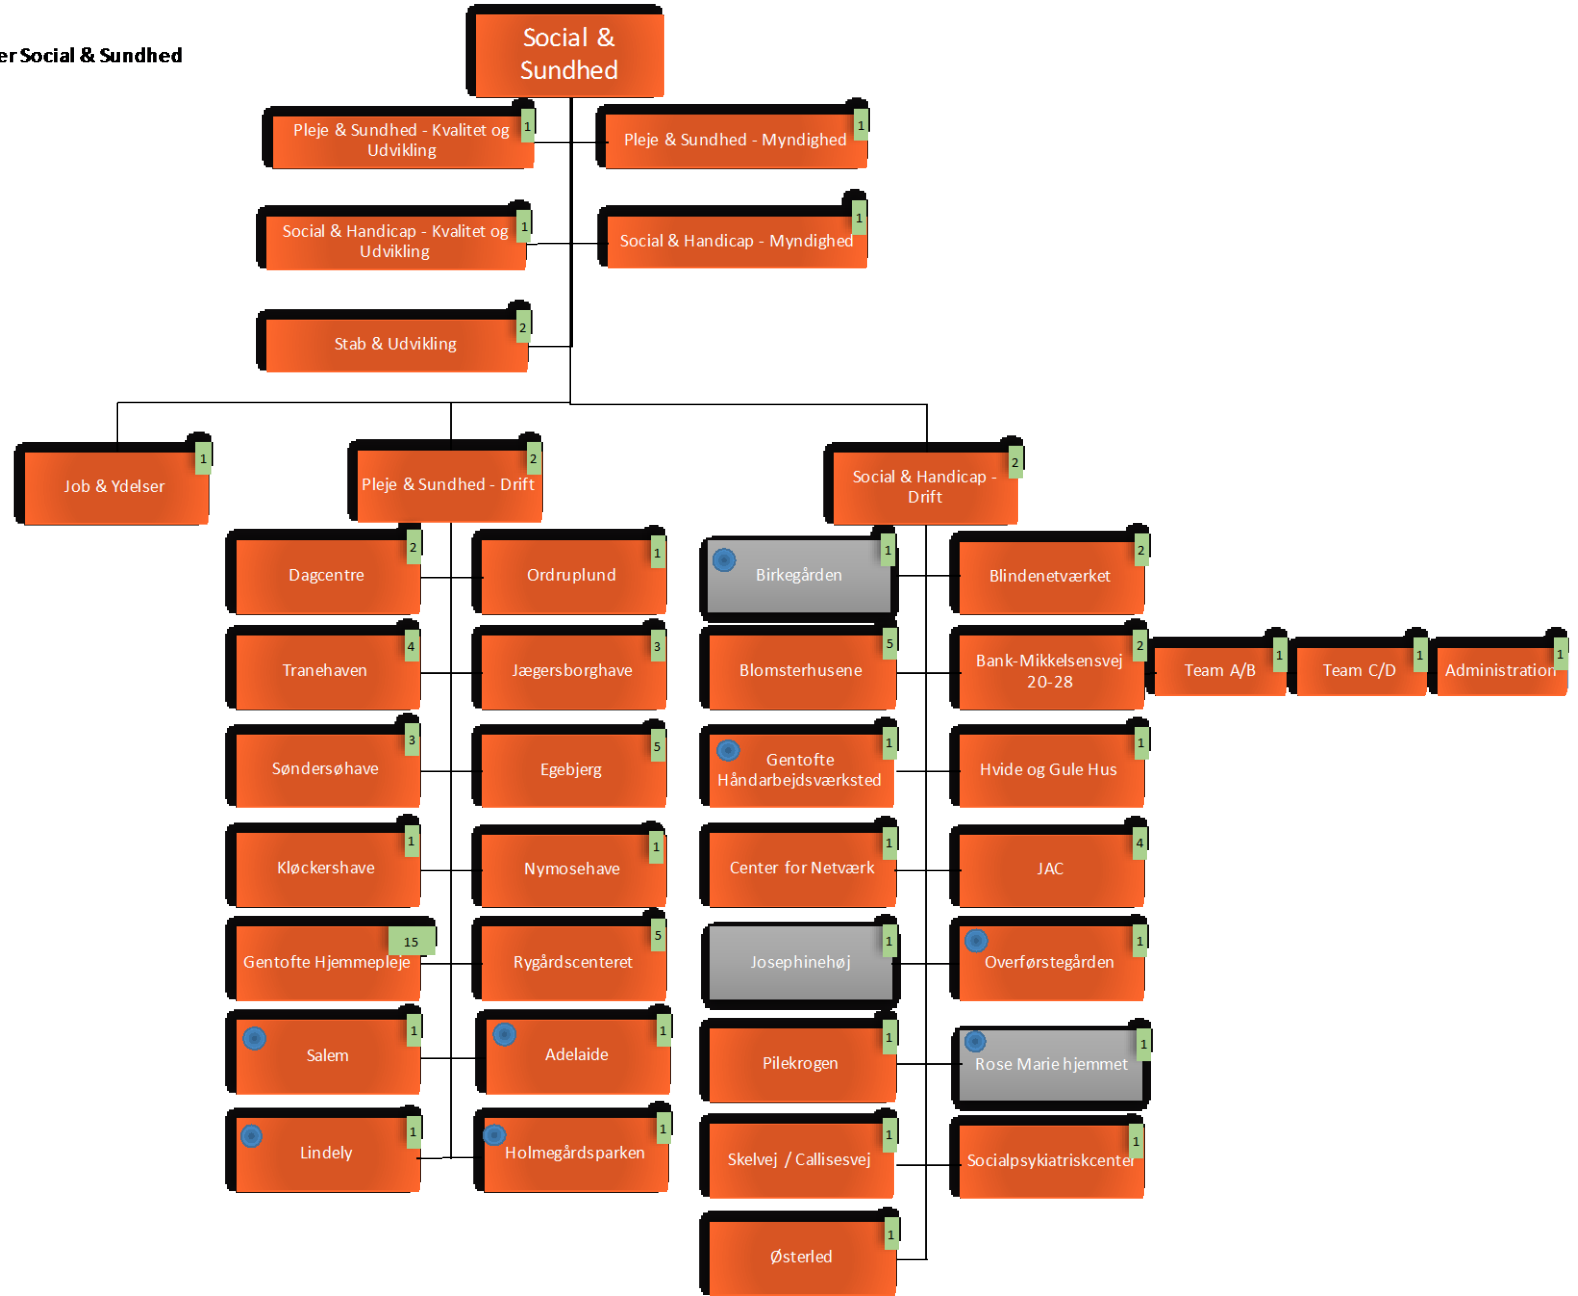 er Social & Sundhed
Social &
Sundhed
Pleje & Sundhed - Kvalitet og
Udvikling
1
Pleje & Sundhed - Myndighed
1
Social & Handicap - Kvalitet og
Udvikling
1
Social & Handicap - Myndighed
1
Stab & Udvikling
2
Job & Ydelser
1
Pleje & Sundhed - Drift
2
Social & Handicap -
Drift
2
Dagcentre
2
Ordruplund
1
Tranehaven
4
Jægersborghave
3
Søndersøhave
3
Egebjerg
5
Kløckershave
1
Nymosehave
1
Gentofte Hjemmepleje
15
Rygårdscenteret
5
Salem
1
Adelaide
1
Lindely
1
Holmegårdsparken
1
Birkegården
1
Blindenetværket
2
Blomsterhusene
5
Bank-Mikkelsensvej
20-28
2
Team A/B
1
Team C/D
1
Administration
1
Gentofte
Håndarbejdsværksted
1
Hvide og Gule Hus
1
Center for Netværk
1
JAC
4
Josephinehøj
1
Overførstegården
1
Pilekrogen
1
Rose Marie hjemmet
1
Skelvej / Callisesvej
1
Socialpsykiatriskcenter
1
Østerled
1